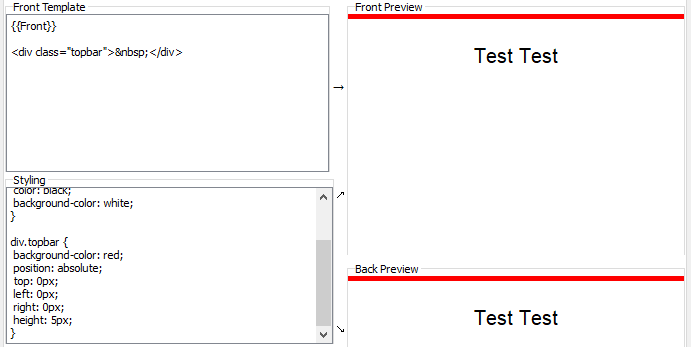 Front Template
{{Front}}
<div class="topbar">&nbsp;</div>
Styling
color: black;
background-color: white;
}
div.topbar {
background-color: red;
position: absolute;
top: 0px;
left: 0px;
right: 0px;
height: 5px;
}
→
↗
↘
Front Preview
Test Test
Back Preview
Test Test